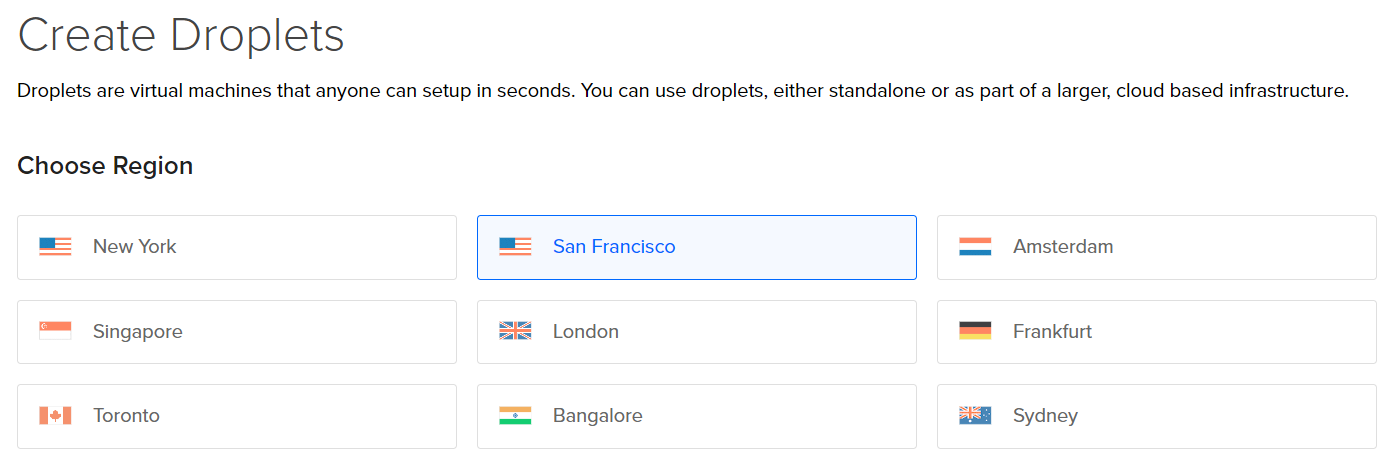 Create Droplets
Droplets are virtual machines that anyone can setup in seconds. You can use droplets, either standalone or as part of a larger, cloud based infrastructure.
Choose Region
New York
San Francisco
Amsterdam
Singapore
London
Frankfurt
Toronto
Bangalore
Sydney